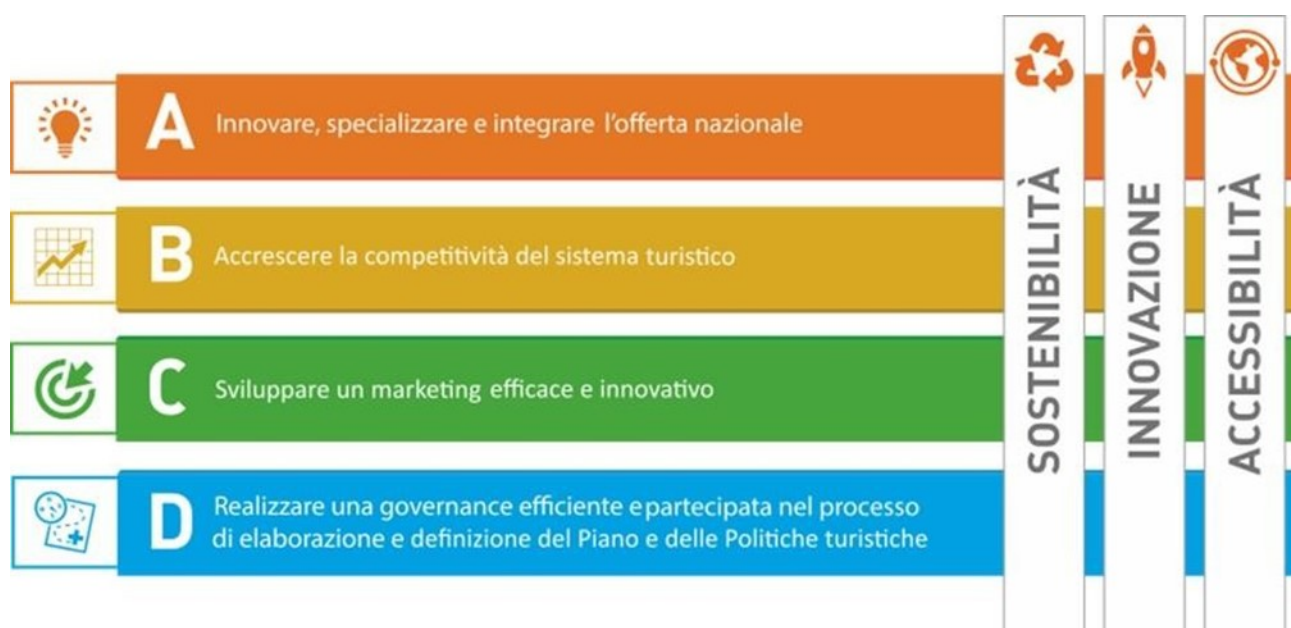 A
Innovare, specializzare e integrare l'offerta nazionale
B
Accrescere la competitività del sistema turistico
C
Sviluppare un marketing efficace e innovativo
D
Realizzare una governance efficiente e partecipata nel processo
di elaborazione e definizione del Piano e delle Politiche turistiche
SOSTENIBILITÀ
INNOVAZIONE
ACCESSIBILITÀ